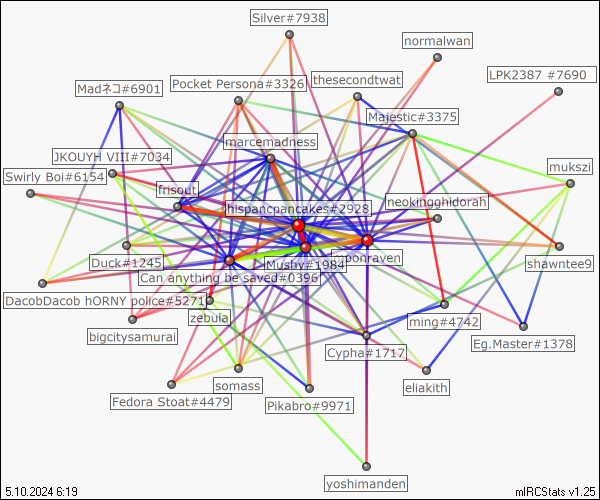 Silver#7938
normalwan
LPK2387 #7690
thesecondtwat
Pocket Persona#3326
Madネコ#6901
Majestic#3375
marcemadness
JKOUYH VIII#7034
mukszi
Swirly Boi#6154
frisout
neokingghidorah
hispancpancakes#2928
moonraven
Mushy#1984
Duck#1245
shawntee9
Can anything be saved#0396
DacobDacob hORNY police#5271
zebula
ming#4742
bigcitysamurai
Eg.Master#1378
Cypha#1717
somass
eliakith
Fedora Stoat#4479
Pikabro#9971
yoshimanden
5.10.2024 6:19
mIRCStats v1.25